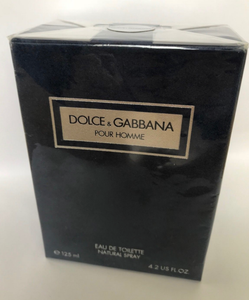 DOLCE & GABBANA
POUR HOMME
EAU DE TOILETTE
NATURAL SPRAY
℮ 125 ml
4.2 US FL.OZ.